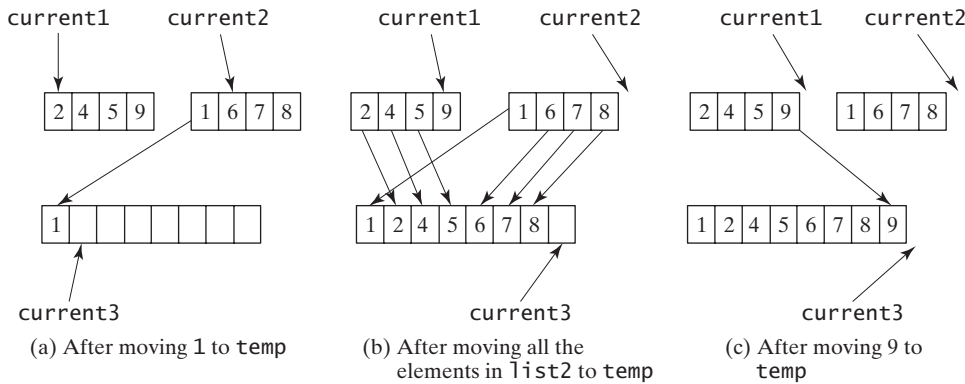 current1 current2 current1 current2 current1 current2
2 4 5 9 1 6 7 8 2 4 5 9 1 6 7 8 2 4 5 9 1 6 7 8
1 1 2 4 5 6 7 8 1 2 4 5 6 7 8 9
current3 current3 current3
(a) After moving 1 to temp (b) After moving all the (c) After moving 9 to
elements in list2 to temp temp